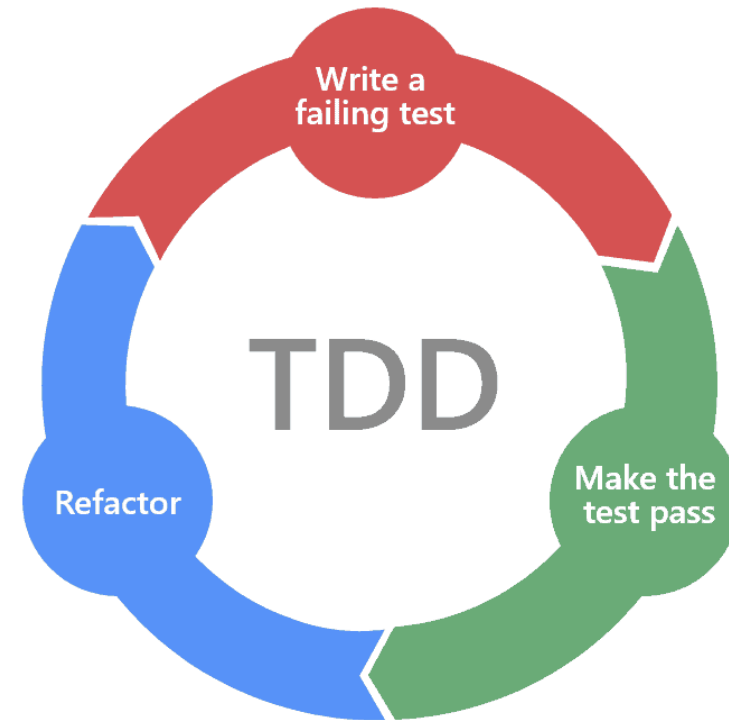 Write a
failing test
TDD
Refactor
Make the
test pass